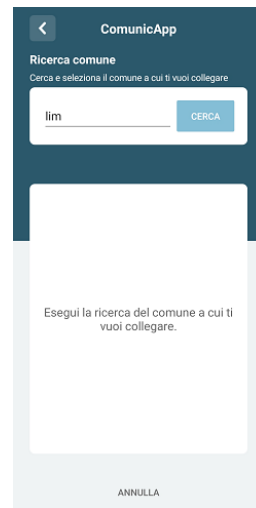 ComunicApp
Ricerca comune
Cerca e seleziona il comune a cui ti vuoi collegare
lim
CERCA
Esegui la ricerca del comune a cui ti
vuoi collegare.
ANNULLA